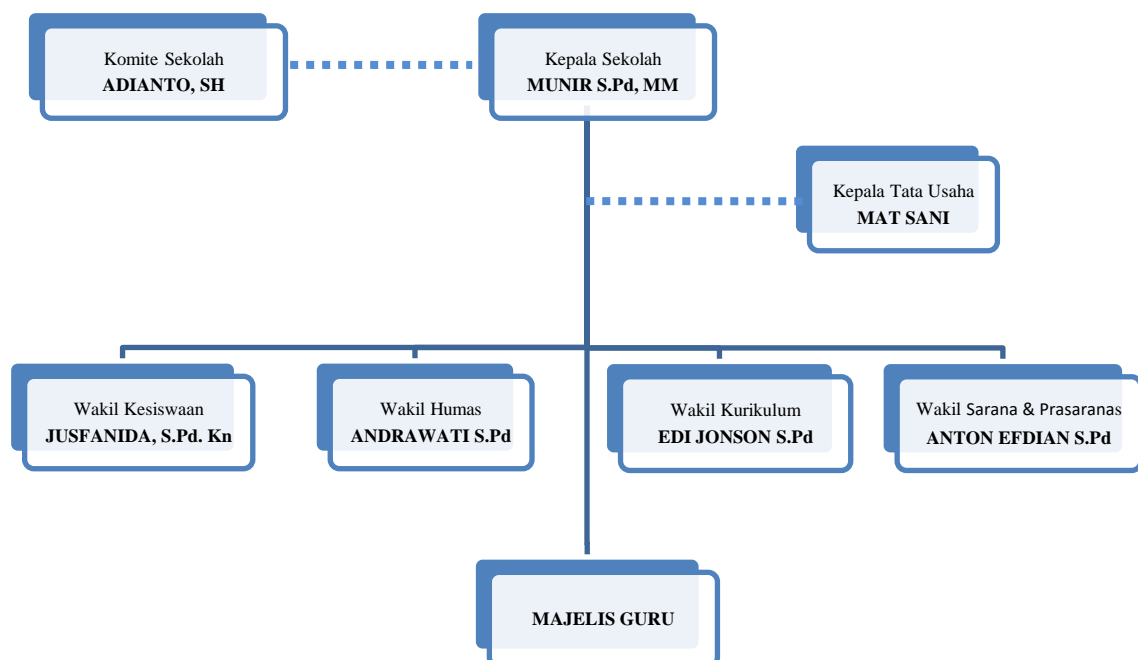 Komite Sekolah
ADIANTO, SH
Kepala Sekolah
MUNIR S.Pd, MM
Kepala Tata Usaha
MAT SANI
Wakil Kesiswaan
JUSFANIDA, S.Pd. Kn
Wakil Humas
ANDRAWATI S.Pd
Wakil Kurikulum
EDI JONSON S.Pd
Wakil Sarana & Prasaranas
ANTON EFDIAN S.Pd
MAJELIS GURU